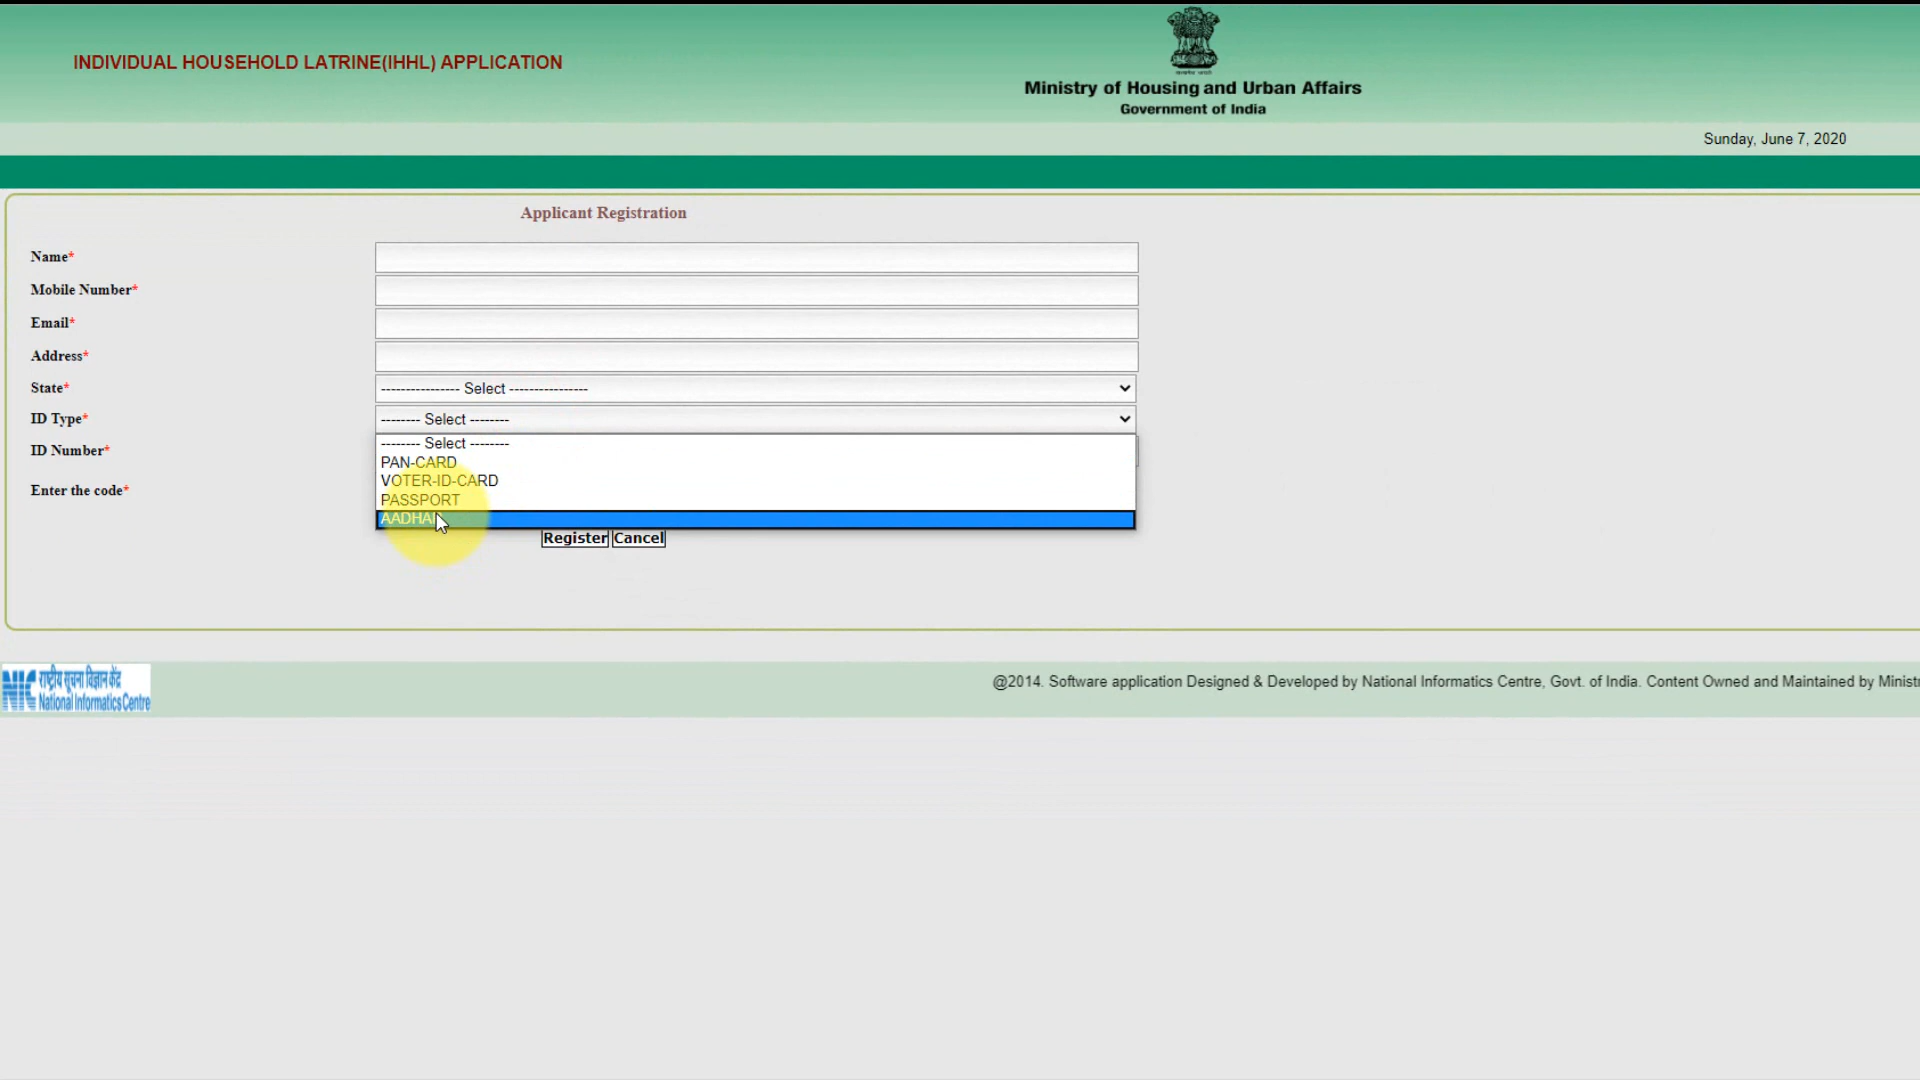 INDIVIDUAL HOUSEHOLD LATRINE(IHHL) APPLICATION
Ministry of Housing and Urban Affairs
Government of India
Sunday, June 7, 2020
Applicant Registration
Name*
Mobile Number*
Email*
Address*
State* ---------------- Select ----------------
ID Type* -------- Select --------
-------- Select --------
ID Number*
PAN-CARD
VOTER-ID-CARD
Enter the code*
PASSPORT
AADHAR
Register Cancel
NIC राष्ट्रीय सूचना विज्ञान केंद्र
National Informatics Centre
@2014. Software application Designed & Developed by National Informatics Centre, Govt. of India. Content Owned and Maintained by Ministr